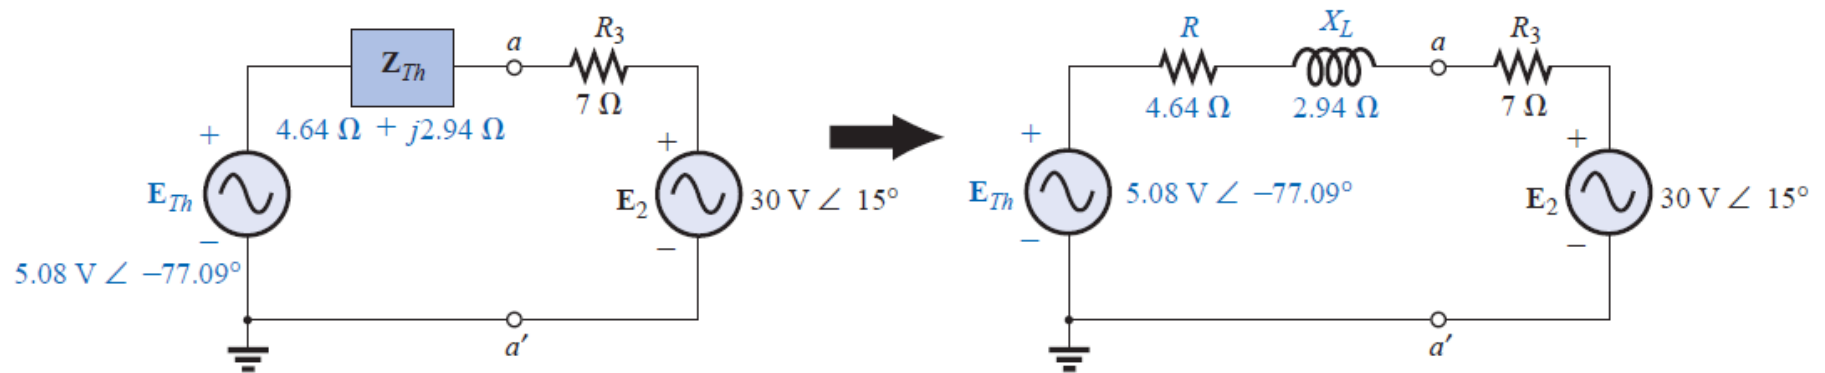 Z_Th
a
R_3
7 Ω
4.64 Ω + j2.94 Ω
+
E_Th
−
5.08 V ∠ −77.09°
+
E_2
−
30 V ∠ 15°
a′
R
X_L
a
R_3
4.64 Ω
2.94 Ω
7 Ω
+
E_Th
−
5.08 V ∠ −77.09°
+
E_2
−
30 V ∠ 15°
a′